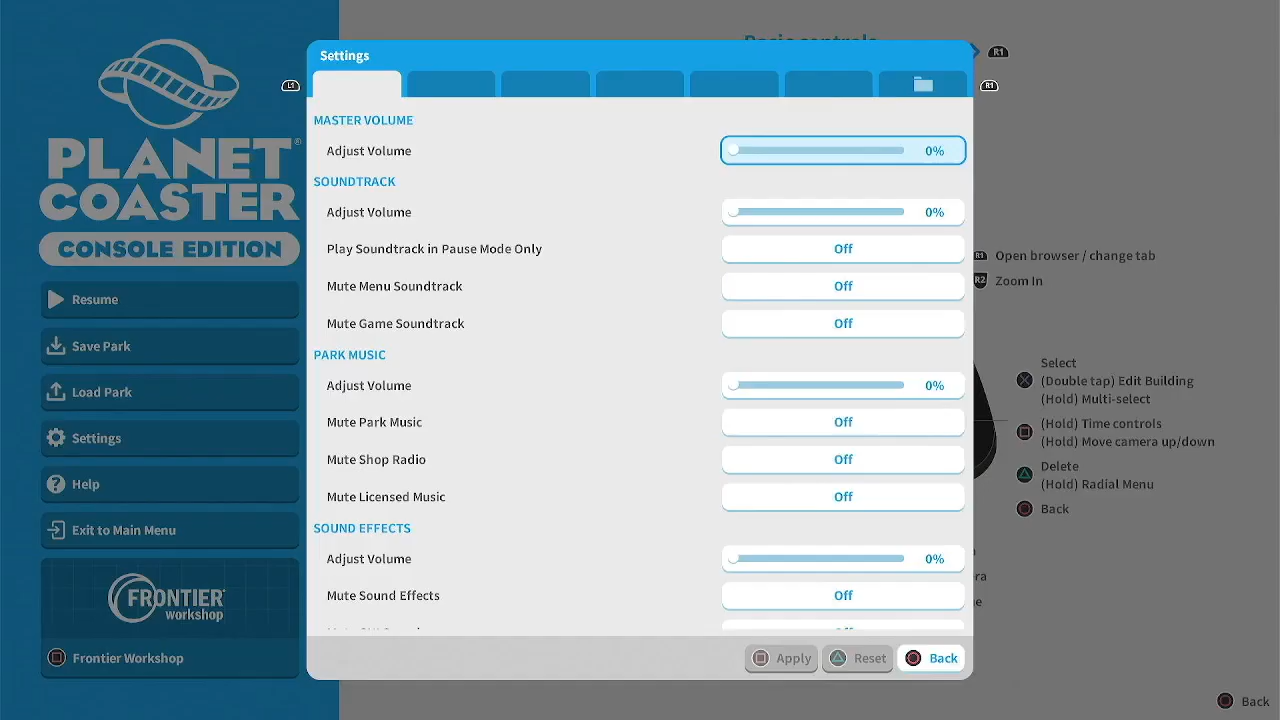 PLANET
COASTER®
CONSOLE EDITION
Resume
Save Park
Load Park
Settings
Help
Exit to Main Menu
FRONTIER
workshop
Frontier Workshop
Settings
L1
R1
MASTER VOLUME
Adjust Volume 0%
SOUNDTRACK
Adjust Volume 0%
Play Soundtrack in Pause Mode Only Off
Mute Menu Soundtrack Off
Mute Game Soundtrack Off
PARK MUSIC
Adjust Volume 0%
Mute Park Music Off
Mute Shop Radio Off
Mute Licensed Music Off
SOUND EFFECTS
Adjust Volume 0%
Mute Sound Effects Off
Apply Reset Back
R1
R1 Open browser / change tab
R2 Zoom In
Select
(Double tap) Edit Building
(Hold) Multi-select
(Hold) Time controls
(Hold) Move camera up/down
Delete
(Hold) Radial Menu
Back
Back